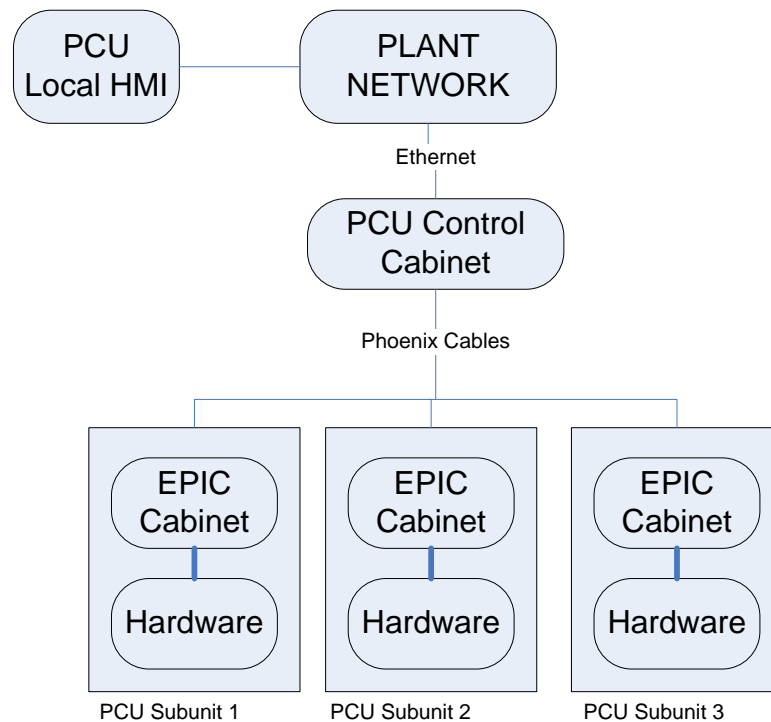 PCU
Local HMI
PLANT
NETWORK
Ethernet
PCU Control
Cabinet
Phoenix Cables
EPIC
Cabinet
Hardware
PCU Subunit 1
EPIC
Cabinet
Hardware
PCU Subunit 2
EPIC
Cabinet
Hardware
PCU Subunit 3